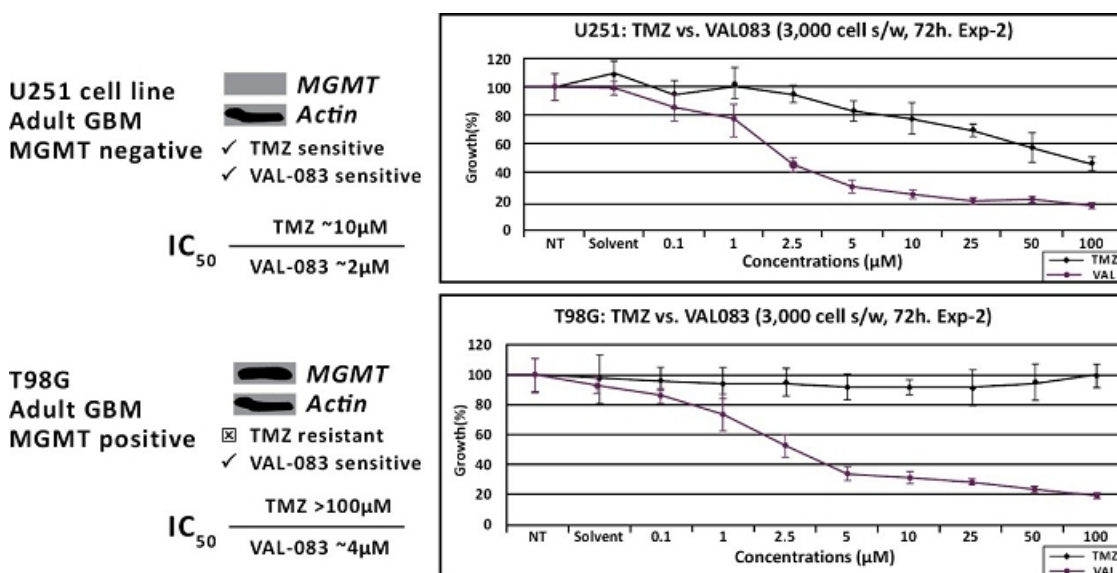 U251 cell line
Adult GBM
MGMT negative
MGMT
Actin
✓ TMZ sensitive
✓ VAL-083 sensitive
IC50
TMZ ~10µM
VAL-083 ~2µM
U251: TMZ vs. VAL083 (3,000 cell s/w, 72h. Exp-2)
Growth(%)
120
100
80
60
40
20
0
NT Solvent 0.1 1 2.5 5 10 25 50 100
Concentrations (µM)
TMZ
VAL
T98G
Adult GBM
MGMT positive
MGMT
Actin
☒ TMZ resistant
✓ VAL-083 sensitive
IC50
TMZ >100µM
VAL-083 ~4µM
T98G: TMZ vs. VAL083 (3,000 cell s/w, 72h. Exp-2)
Growth(%)
120
100
80
60
40
20
0
NT Solvent 0.1 1 2.5 5 10 25 50 100
Concentrations (µM)
TMZ
VAL